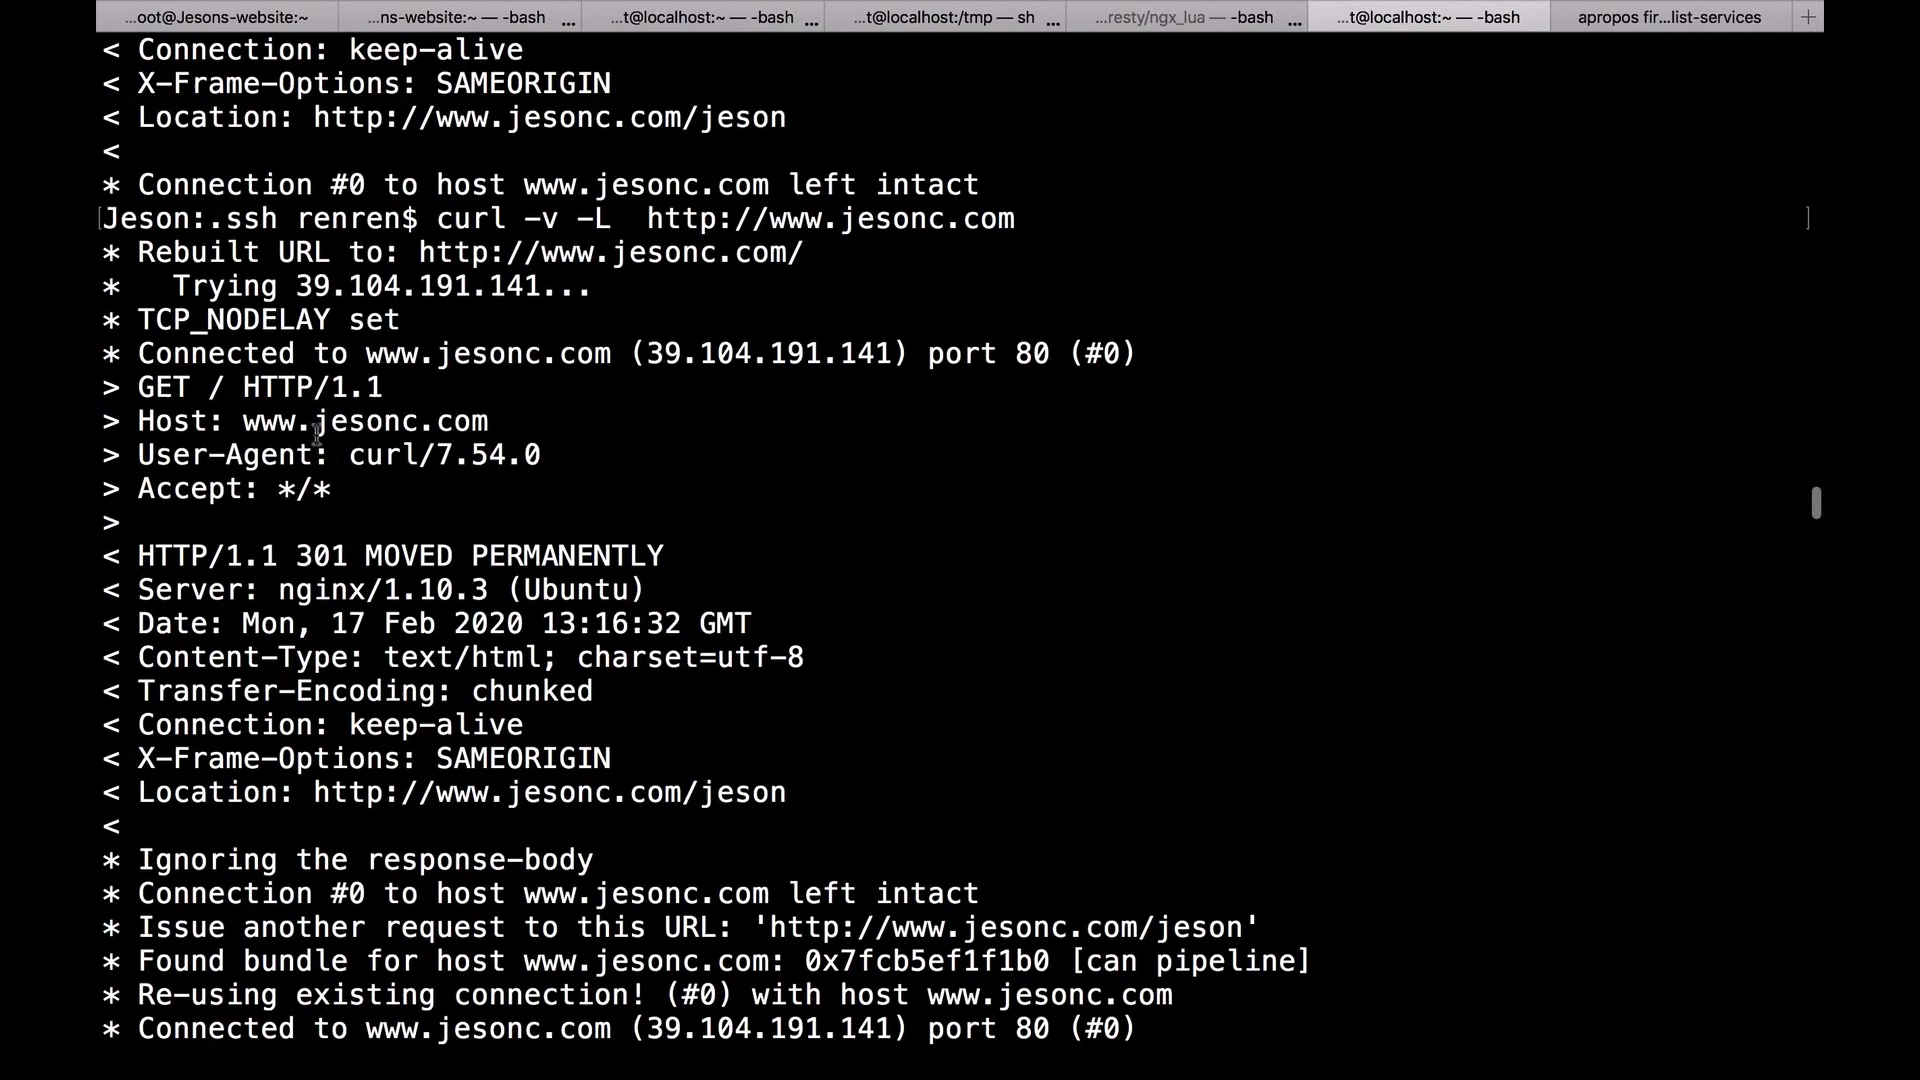 ...oot@Jesons-website:~
...ns-website:~ — -bash ...
...t@localhost:~ — -bash ...
...t@localhost:/tmp — sh ...
...resty/ngx_lua — -bash ...
...t@localhost:~ — -bash
apropos fir...list-services
+
< Connection: keep-alive
< X-Frame-Options: SAMEORIGIN
< Location: http://www.jesonc.com/jeson
<
* Connection #0 to host www.jesonc.com left intact
[Jeson:.ssh renren$ curl -v -L  http://www.jesonc.com ]
* Rebuilt URL to: http://www.jesonc.com/
*   Trying 39.104.191.141...
* TCP_NODELAY set
* Connected to www.jesonc.com (39.104.191.141) port 80 (#0)
> GET / HTTP/1.1
> Host: www.jesonc.com
> User-Agent: curl/7.54.0
> Accept: */*
>
< HTTP/1.1 301 MOVED PERMANENTLY
< Server: nginx/1.10.3 (Ubuntu)
< Date: Mon, 17 Feb 2020 13:16:32 GMT
< Content-Type: text/html; charset=utf-8
< Transfer-Encoding: chunked
< Connection: keep-alive
< X-Frame-Options: SAMEORIGIN
< Location: http://www.jesonc.com/jeson
<
* Ignoring the response-body
* Connection #0 to host www.jesonc.com left intact
* Issue another request to this URL: 'http://www.jesonc.com/jeson'
* Found bundle for host www.jesonc.com: 0x7fcb5ef1f1b0 [can pipeline]
* Re-using existing connection! (#0) with host www.jesonc.com
* Connected to www.jesonc.com (39.104.191.141) port 80 (#0)